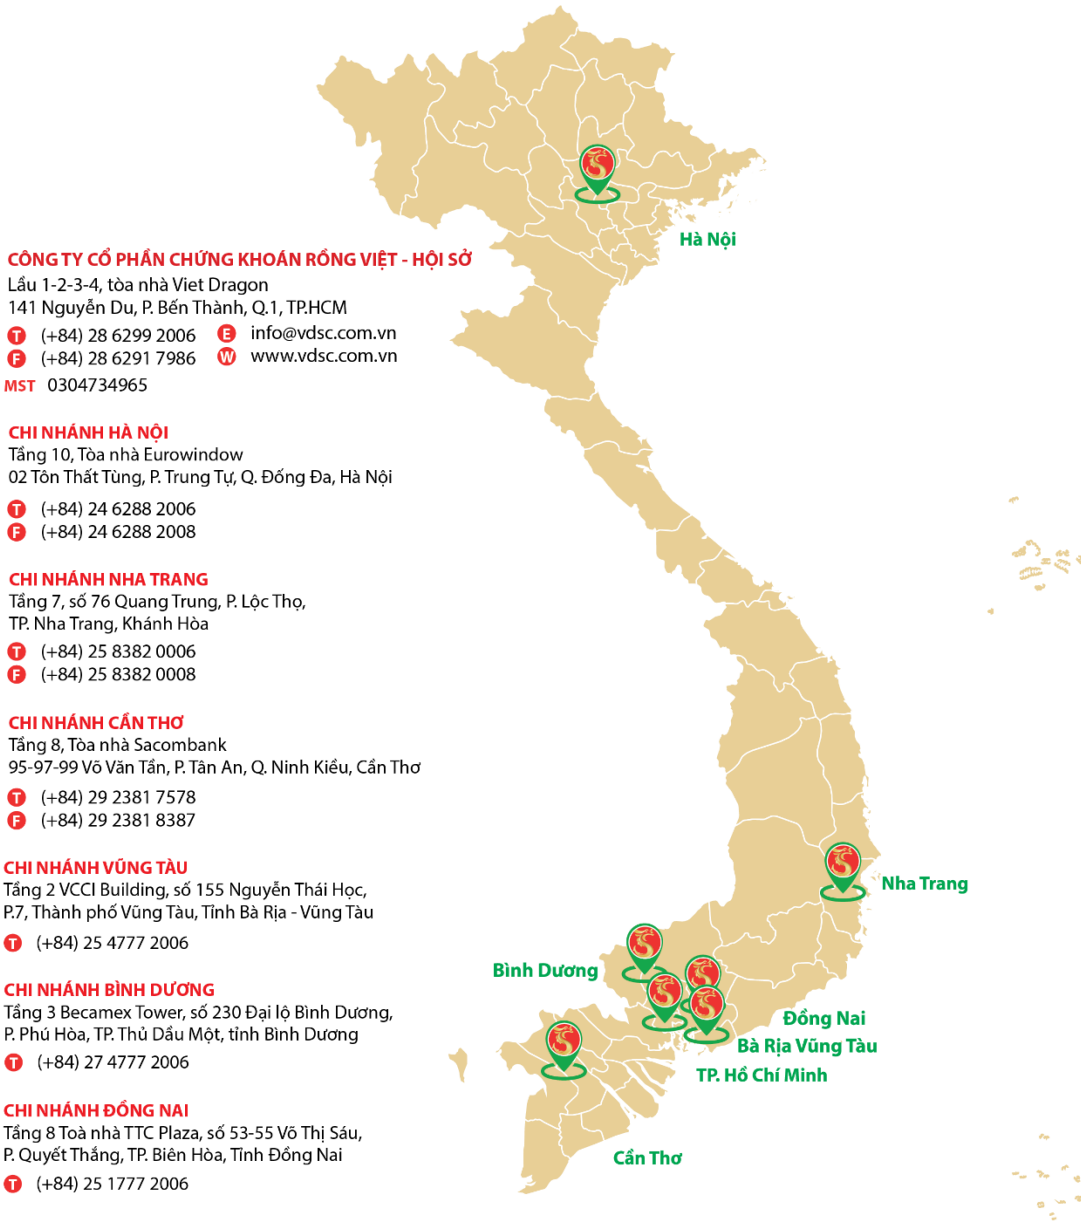 CÔNG TY CỔ PHẦN CHỨNG KHOÁN RỒNG VIỆT - HỘI SỞ
Lầu 1-2-3-4, tòa nhà Viet Dragon
141 Nguyễn Du, P. Bến Thành, Q.1, TP.HCM
T (+84) 28 6299 2006 E info@vdsc.com.vn
F (+84) 28 6291 7986 W www.vdsc.com.vn
MST 0304734965
CHI NHÁNH HÀ NỘI
Tầng 10, Tòa nhà Eurowindow
02 Tôn Thất Tùng, P. Trung Tự, Q. Đống Đa, Hà Nội
T (+84) 24 6288 2006
F (+84) 24 6288 2008
CHI NHÁNH NHA TRANG
Tầng 7, số 76 Quang Trung, P. Lộc Thọ,
TP. Nha Trang, Khánh Hòa
T (+84) 25 8382 0006
F (+84) 25 8382 0008
CHI NHÁNH CẦN THƠ
Tầng 8, Tòa nhà Sacombank
95-97-99 Võ Văn Tần, P. Tân An, Q. Ninh Kiều, Cần Thơ
T (+84) 29 2381 7578
F (+84) 29 2381 8387
CHI NHÁNH VŨNG TÀU
Tầng 2 VCCI Building, số 155 Nguyễn Thái Học,
P.7, Thành phố Vũng Tàu, Tỉnh Bà Rịa - Vũng Tàu
T (+84) 25 4777 2006
CHI NHÁNH BÌNH DƯƠNG
Tầng 3 Becamex Tower, số 230 Đại lộ Bình Dương,
P. Phú Hòa, TP. Thủ Dầu Một, tỉnh Bình Dương
T (+84) 27 4777 2006
CHI NHÁNH ĐỒNG NAI
Tầng 8 Toà nhà TTC Plaza, số 53-55 Võ Thị Sáu,
P. Quyết Thắng, TP. Biên Hòa, Tỉnh Đồng Nai
T (+84) 25 1777 2006
Hà Nội
Nha Trang
Bình Dương
Đồng Nai
Bà Rịa Vũng Tàu
TP. Hồ Chí Minh
Cần Thơ